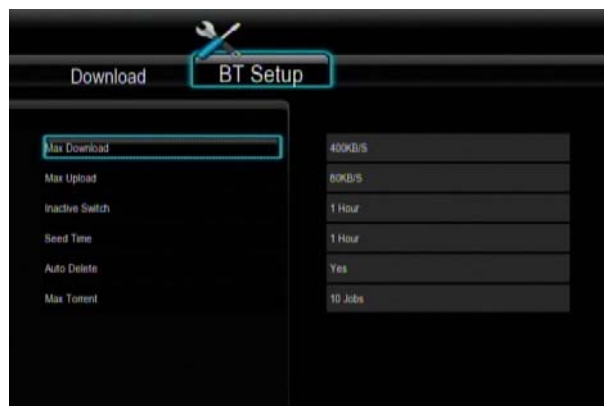 Download BT Setup
Max Download 400KB/S
Max Upload 80KB/S
Inactive Switch 1 Hour
Seed Time 1 Hour
Auto Delete Yes
Max Torrent 10 Jobs